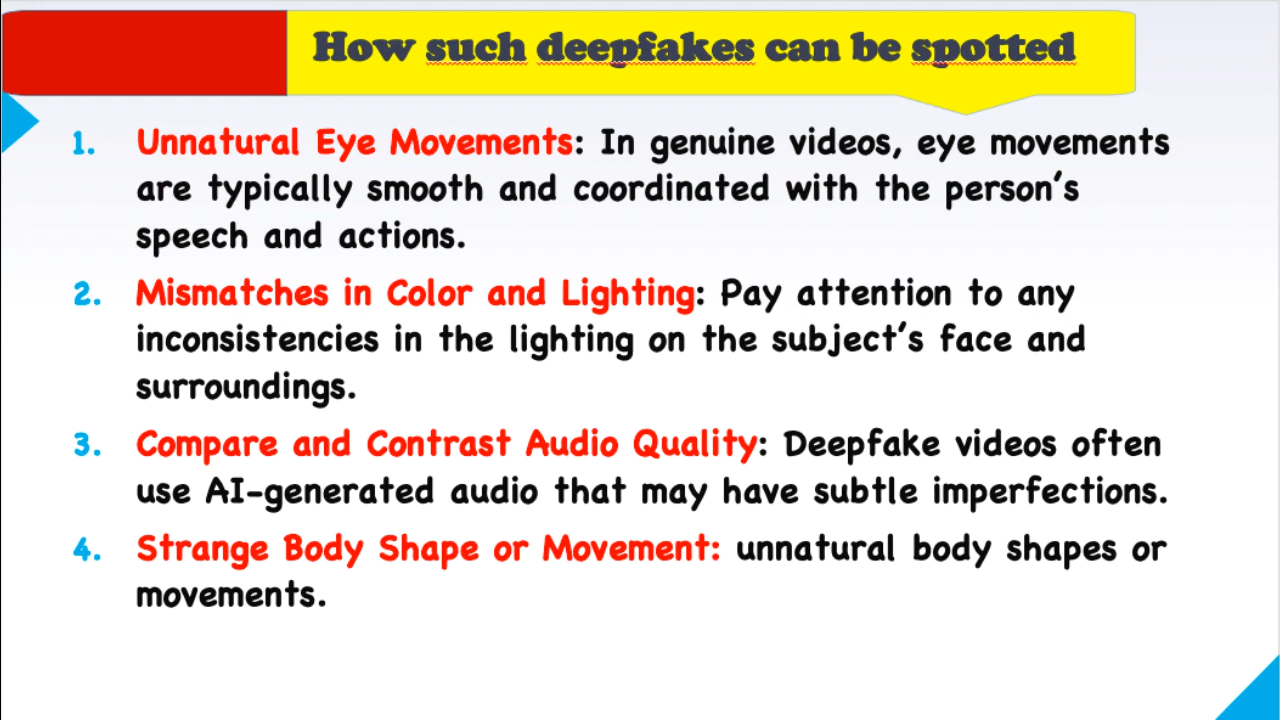 How such deepfakes can be spotted
1. Unnatural Eye Movements: In genuine videos, eye movements
are typically smooth and coordinated with the person's
speech and actions.
2. Mismatches in Color and Lighting: Pay attention to any
inconsistencies in the lighting on the subject's face and
surroundings.
3. Compare and Contrast Audio Quality: Deepfake videos often
use AI-generated audio that may have subtle imperfections.
4. Strange Body Shape or Movement: unnatural body shapes or
movements.